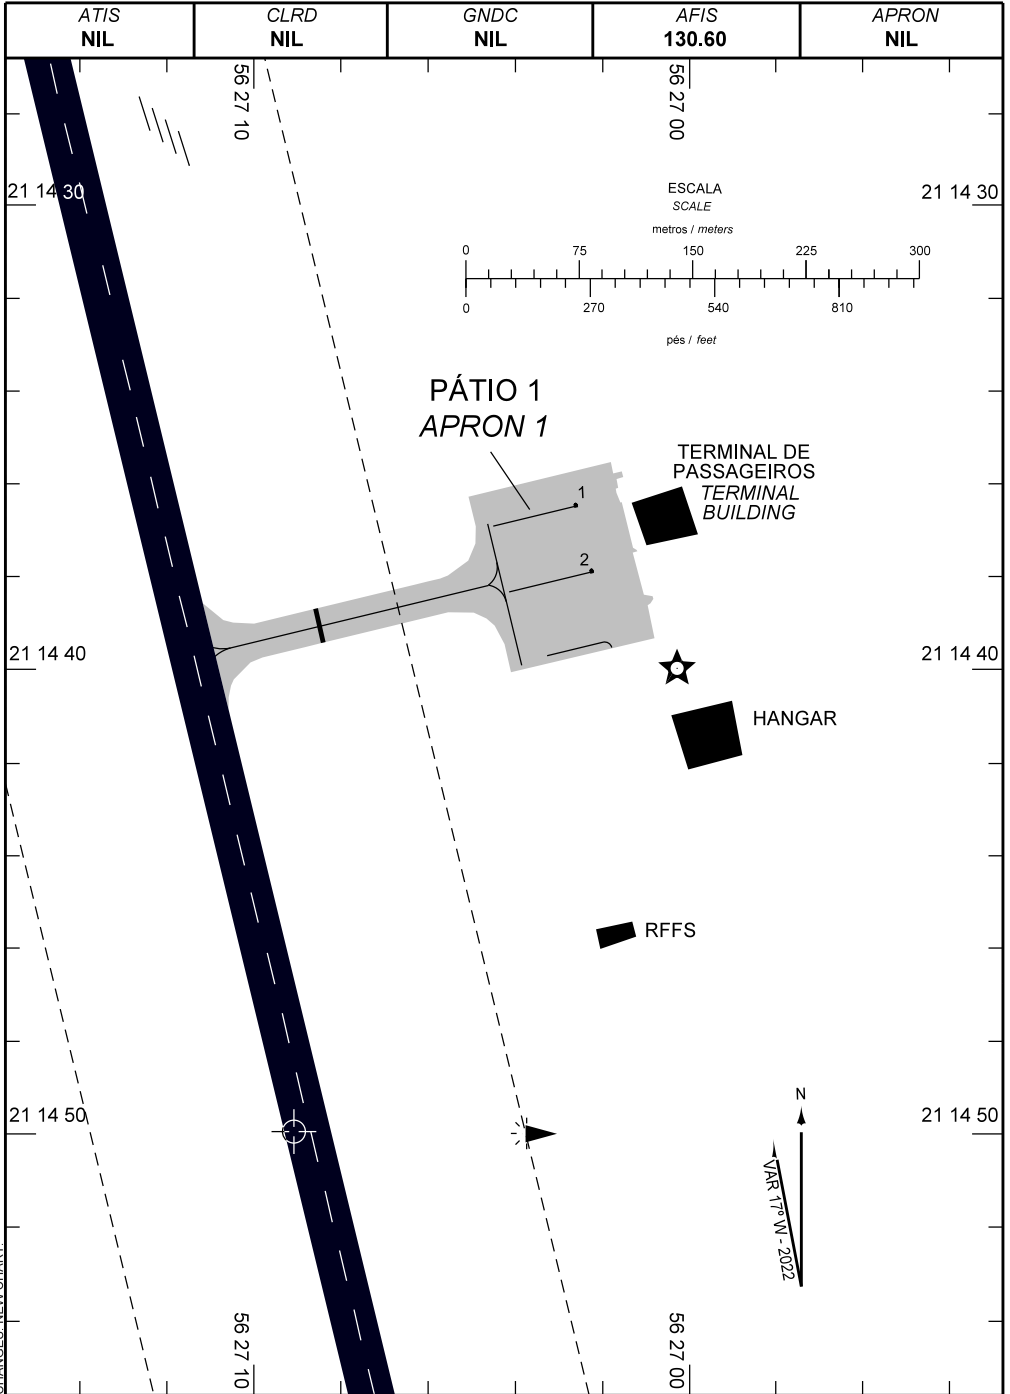 ATIS
NIL
CLRD
NIL
GNDC
NIL
AFIS
130.60
APRON
NIL
56 27 10
56 27 00
21 14 30
21 14 30
ESCALA
SCALE
metros / meters
0 75 150 225 300
0 270 540 810
pés / feet
PÁTIO 1
APRON 1
TERMINAL DE
PASSAGEIROS
TERMINAL
BUILDING
1
2
21 14 40
21 14 40
HANGAR
RFFS
21 14 50
21 14 50
N
VAR 17º W - 2022
56 27 10
56 27 00